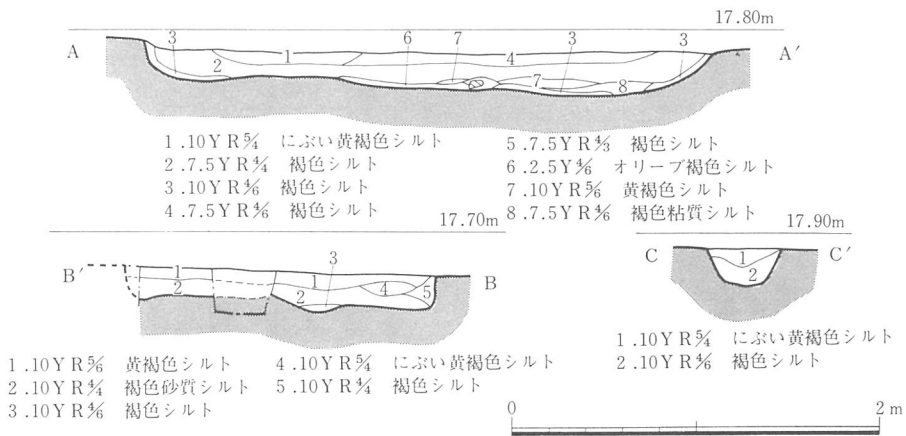 17.80m
A 3 6 7 3 3 A′
1 4
2 7 8
1.10YR5/4 にぶい黄褐色シルト
2.7.5YR4/4 褐色シルト
3.10YR4/6 褐色シルト
4.7.5YR4/6 褐色シルト
5.7.5YR4/3 褐色シルト
6.2.5Y4/6 オリーブ褐色シルト
7.10YR5/6 黄褐色シルト
8.7.5YR4/6 褐色粘質シルト
17.70m
3
B′ 1 1 B
2 2 4 5
1.10YR5/6 黄褐色シルト
2.10YR4/4 褐色砂質シルト
3.10YR4/6 褐色シルト
4.10YR5/4 にぶい黄褐色シルト
5.10YR4/4 褐色シルト
17.90m
C 1 C′
2
1.10YR5/4 にぶい黄褐色シルト
2.10YR4/6 褐色シルト
0 2m